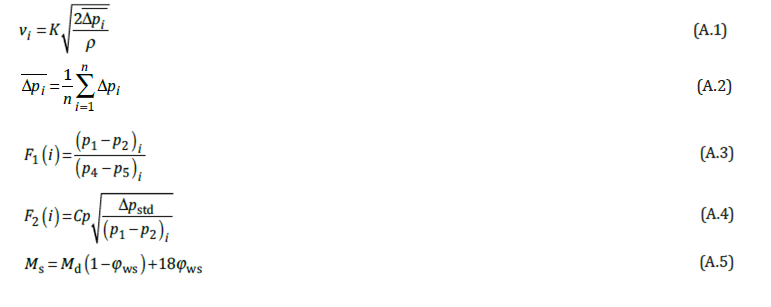 v_i = K√(2\overline{Δp_i}/ρ) (A.1)
\overline{Δp_i} = 1/n ∑_{i=1}^{n} Δp_i (A.2)
F_1(i) = (p_1 − p_2)_i / (p_4 − p_5)_i (A.3)
F_2(i) = Cp√(Δp_std / (p_1 − p_2)_i) (A.4)
M_s = M_d(1 − φ_ws) + 18φ_ws (A.5)